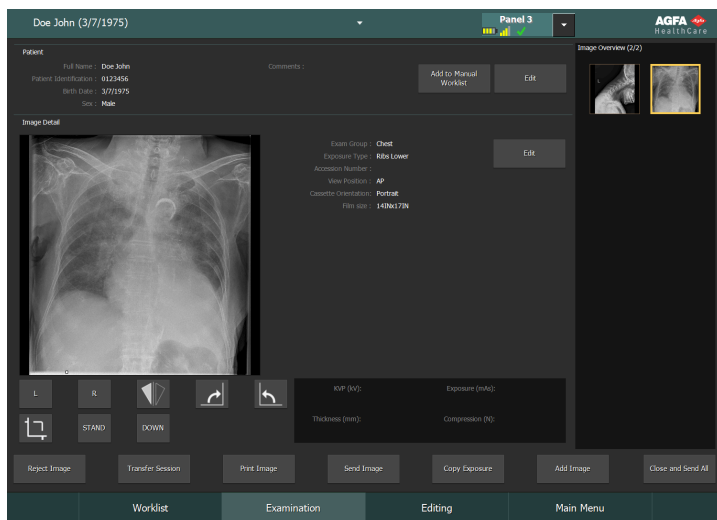 Doe John (3/7/1975)
Panel 3
AGFA
HealthCare
Patient
Full Name : Doe John
Patient Identification : 0123456
Birth Date : 3/7/1975
Sex : Male
Comments :
Add to Manual
Worklist
Edit
Image Overview (2/2)
Image Detail
Exam Group : Chest
Exposure Type : Ribs Lower
Accession Number :
View Position : AP
Cassette Orientation: Portrait
Film size : 14INx17IN
Edit
L
R
STAND
DOWN
KVP (kV):
Exposure (mAs):
Thickness (mm):
Compression (N):
Reject Image
Transfer Session
Print Image
Send Image
Copy Exposure
Add Image
Close and Send All
Worklist
Examination
Editing
Main Menu